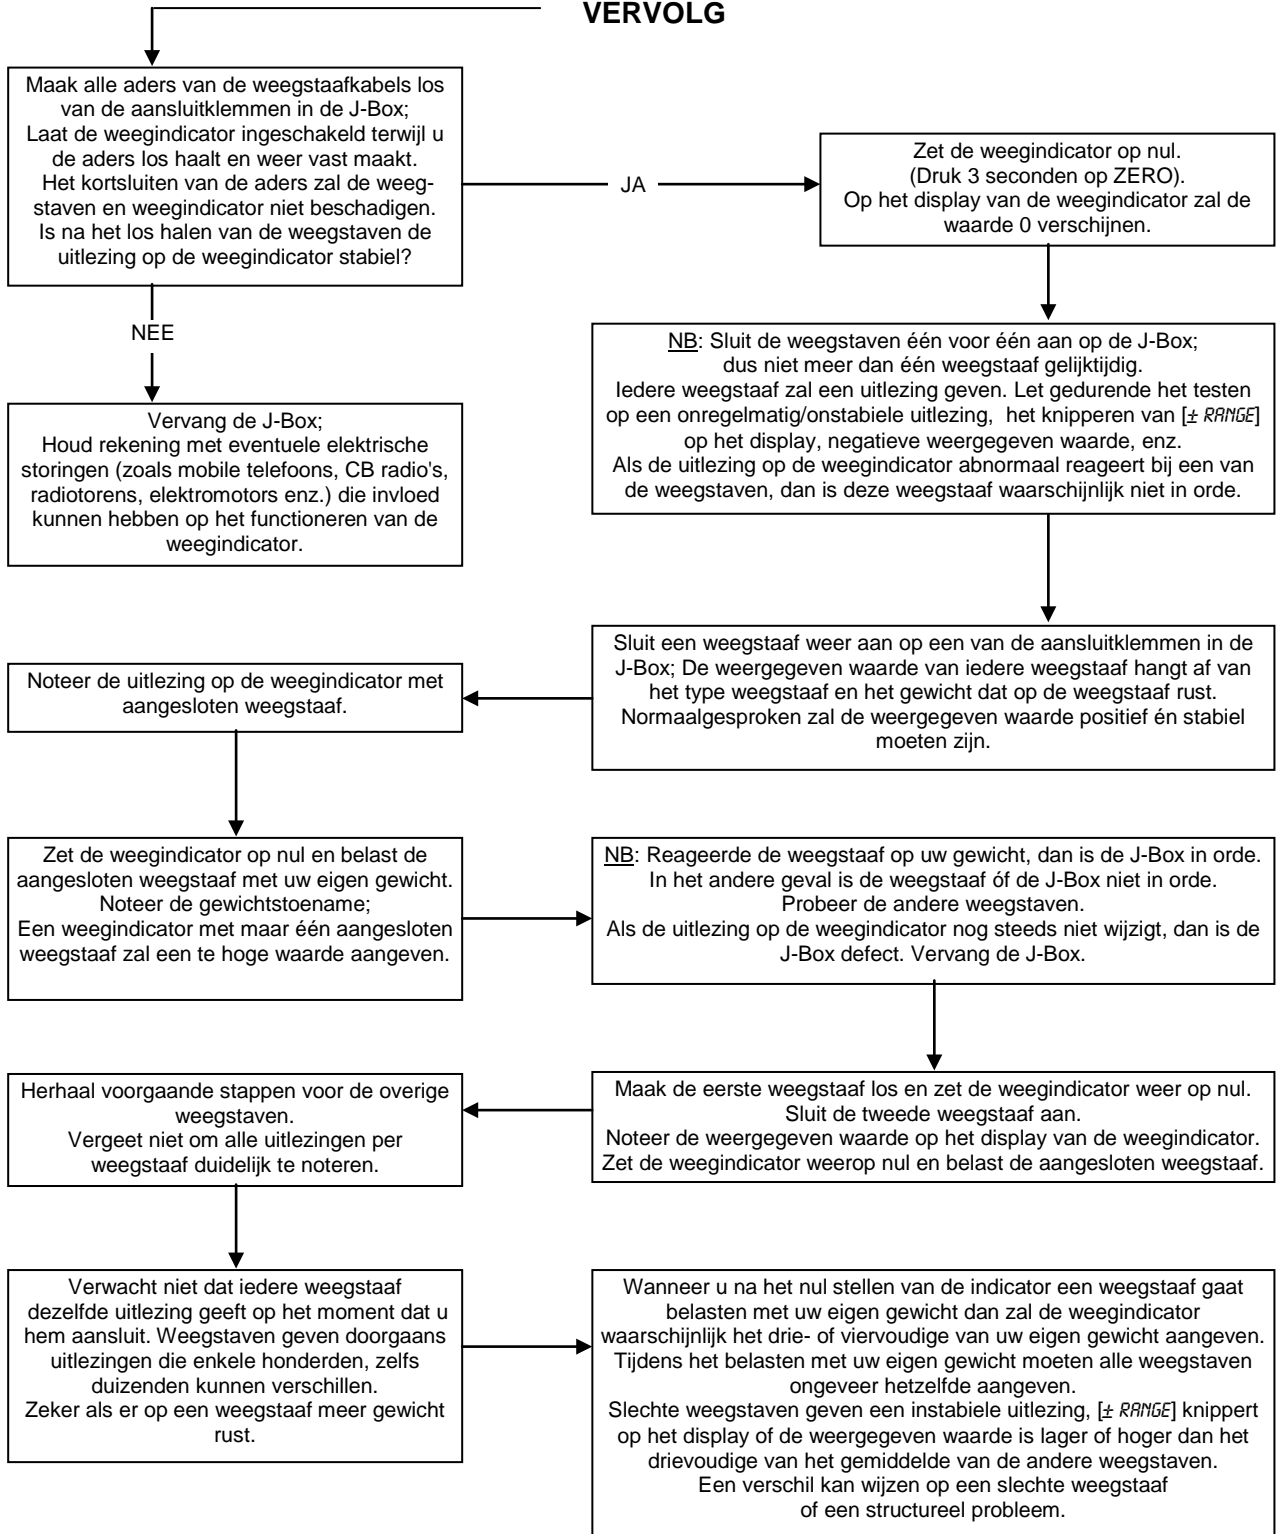 VERVOLG
Maak alle aders van de weegstaafkabels los
van de aansluitklemmen in de J-Box;
Laat de weegindicator ingeschakeld terwijl u
de aders los haalt en weer vast maakt.
Het kortsluiten van de aders zal de weeg-
staven en weegindicator niet beschadigen.
Is na het los halen van de weegstaven de
uitlezing op de weegindicator stabiel?
JA
Zet de weegindicator op nul.
(Druk 3 seconden op ZERO).
Op het display van de weegindicator zal de
waarde 0 verschijnen.
NEE
Vervang de J-Box;
Houd rekening met eventuele elektrische
storingen (zoals mobile telefoons, CB radio's,
radiotorens, elektromotors enz.) die invloed
kunnen hebben op het functioneren van de
weegindicator.
NB: Sluit de weegstaven één voor één aan op de J-Box;
dus niet meer dan één weegstaaf gelijktijdig.
Iedere weegstaaf zal een uitlezing geven. Let gedurende het testen
op een onregelmatig/onstabiele uitlezing, het knipperen van [± RANGE]
op het display, negatieve weergegeven waarde, enz.
Als de uitlezing op de weegindicator abnormaal reageert bij een van
de weegstaven, dan is deze weegstaaf waarschijnlijk niet in orde.
Sluit een weegstaaf weer aan op een van de aansluitklemmen in de
J-Box; De weergegeven waarde van iedere weegstaaf hangt af van
het type weegstaaf en het gewicht dat op de weegstaaf rust.
Normaalgesproken zal de weergegeven waarde positief én stabiel
moeten zijn.
Noteer de uitlezing op de weegindicator met
aangesloten weegstaaf.
Zet de weegindicator op nul en belast de
aangesloten weegstaaf met uw eigen gewicht.
Noteer de gewichtstoename;
Een weegindicator met maar één aangesloten
weegstaaf zal een te hoge waarde aangeven.
NB: Reageerde de weegstaaf op uw gewicht, dan is de J-Box in orde.
In het andere geval is de weegstaaf óf de J-Box niet in orde.
Probeer de andere weegstaven.
Als de uitlezing op de weegindicator nog steeds niet wijzigt, dan is de
J-Box defect. Vervang de J-Box.
Maak de eerste weegstaaf los en zet de weegindicator weer op nul.
Sluit de tweede weegstaaf aan.
Noteer de weergegeven waarde op het display van de weegindicator.
Zet de weegindicator weerop nul en belast de aangesloten weegstaaf.
Herhaal voorgaande stappen voor de overige
weegstaven.
Vergeet niet om alle uitlezingen per
weegstaaf duidelijk te noteren.
Verwacht niet dat iedere weegstaaf
dezelfde uitlezing geeft op het moment dat u
hem aansluit. Weegstaven geven doorgaans
uitlezingen die enkele honderden, zelfs
duizenden kunnen verschillen.
Zeker als er op een weegstaaf meer gewicht
rust.
Wanneer u na het nul stellen van de indicator een weegstaaf gaat
belasten met uw eigen gewicht dan zal de weegindicator
waarschijnlijk het drie- of viervoudige van uw eigen gewicht aangeven.
Tijdens het belasten met uw eigen gewicht moeten alle weegstaven
ongeveer hetzelfde aangeven.
Slechte weegstaven geven een instabiele uitlezing, [± RANGE] knippert
op het display of de weergegeven waarde is lager of hoger dan het
drievoudige van het gemiddelde van de andere weegstaven.
Een verschil kan wijzen op een slechte weegstaaf
of een structureel probleem.